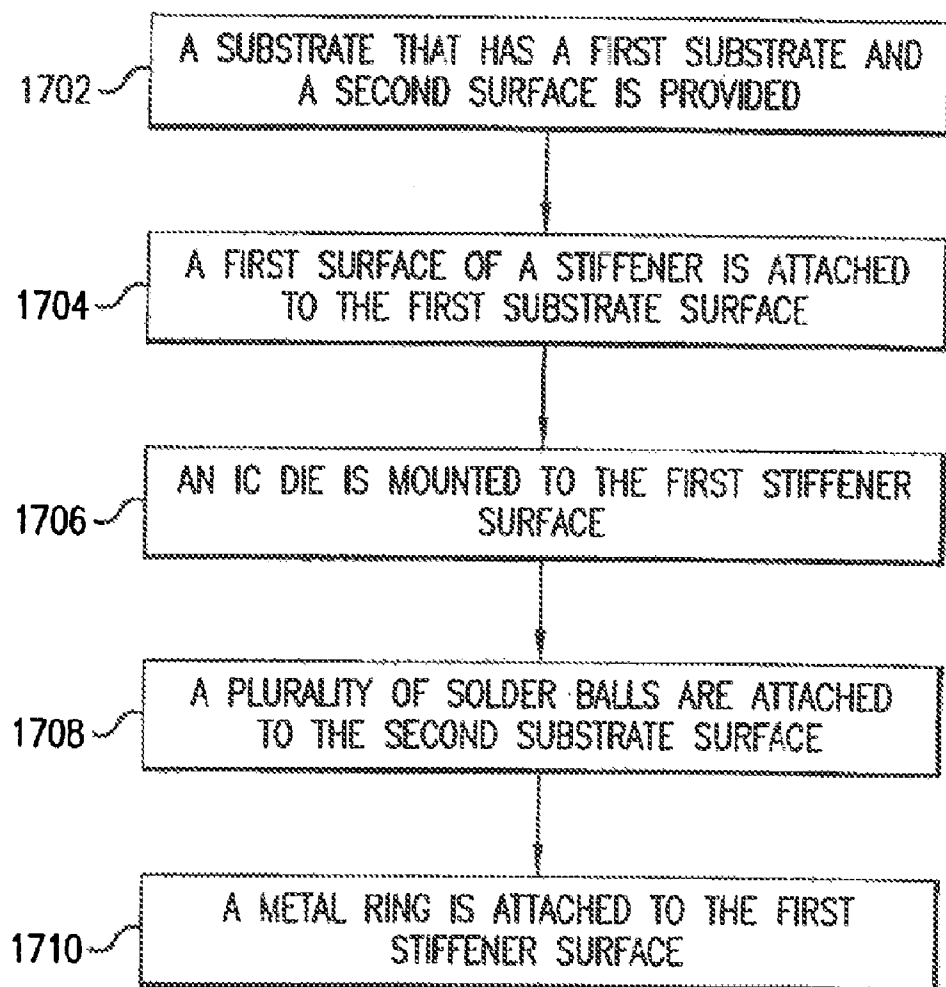 1702
A SUBSTRATE THAT HAS A FIRST SUBSTRATE AND
A SECOND SURFACE IS PROVIDED
1704
A FIRST SURFACE OF A STIFFENER IS ATTACHED
TO THE FIRST SUBSTRATE SURFACE
1706
AN IC DIE IS MOUNTED TO THE FIRST STIFFENER
SURFACE
1708
A PLURALITY OF SOLDER BALLS ARE ATTACHED
TO THE SECOND SUBSTRATE SURFACE
1710
A METAL RING IS ATTACHED TO THE FIRST
STIFFENER SURFACE